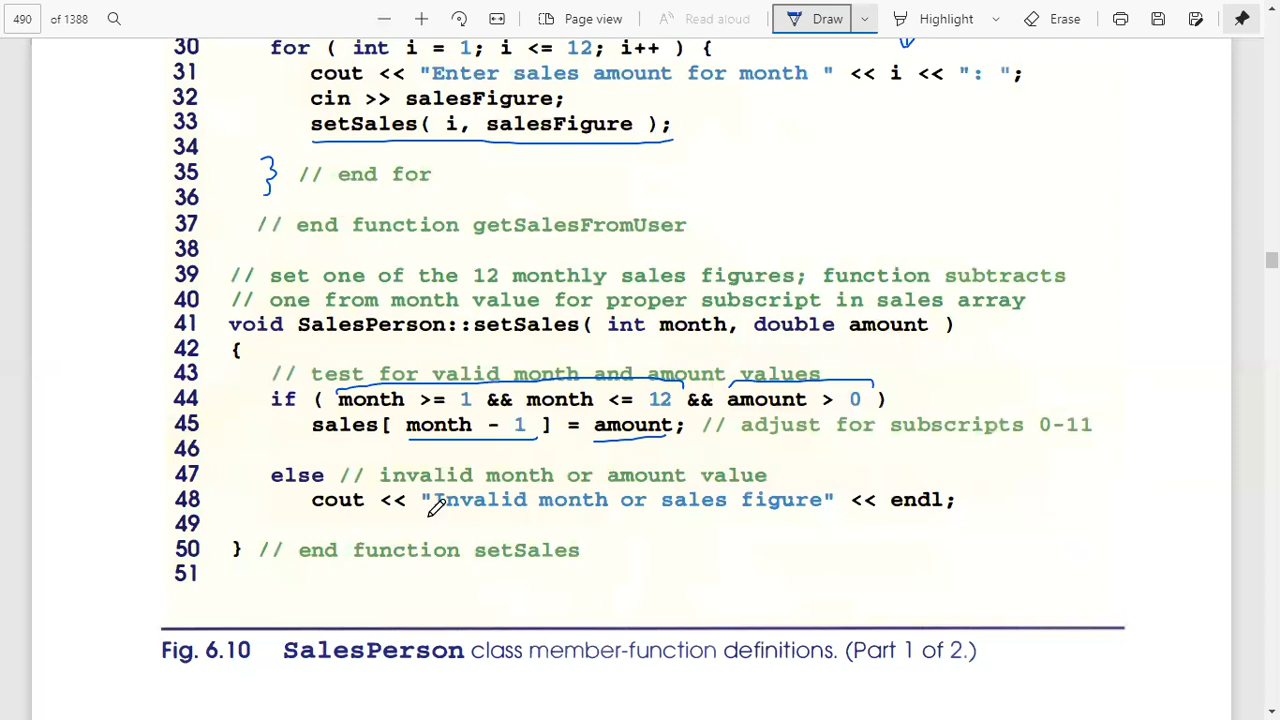 490 of 1388 Page view Read aloud Draw Highlight Erase
30 for ( int i = 1; i <= 12; i++ ) {
31 cout << "Enter sales amount for month " << i << ": ";
32 cin >> salesFigure;
33 setSales( i, salesFigure );
34
35 } // end for
36
37 // end function getSalesFromUser
38
39 // set one of the 12 monthly sales figures; function subtracts
40 // one from month value for proper subscript in sales array
41 void SalesPerson::setSales( int month, double amount )
42 {
43 // test for valid month and amount values
44 if ( month >= 1 && month <= 12 && amount > 0 )
45 sales[ month - 1 ] = amount; // adjust for subscripts 0-11
46
47 else // invalid month or amount value
48 cout << "Invalid month or sales figure" << endl;
49
50 } // end function setSales
51
Fig. 6.10 SalesPerson class member-function definitions. (Part 1 of 2.)